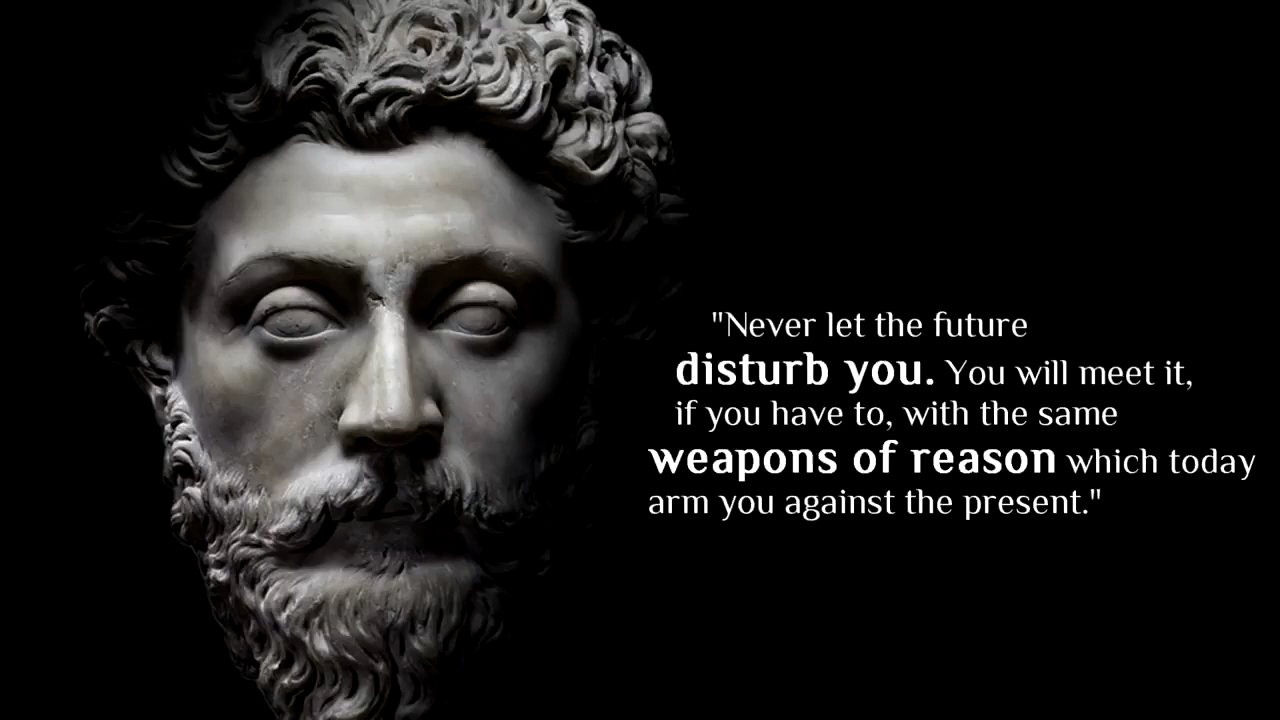 "Never let the future
disturb you. You will meet it,
if you have to, with the same
weapons of reason which today
arm you against the present."